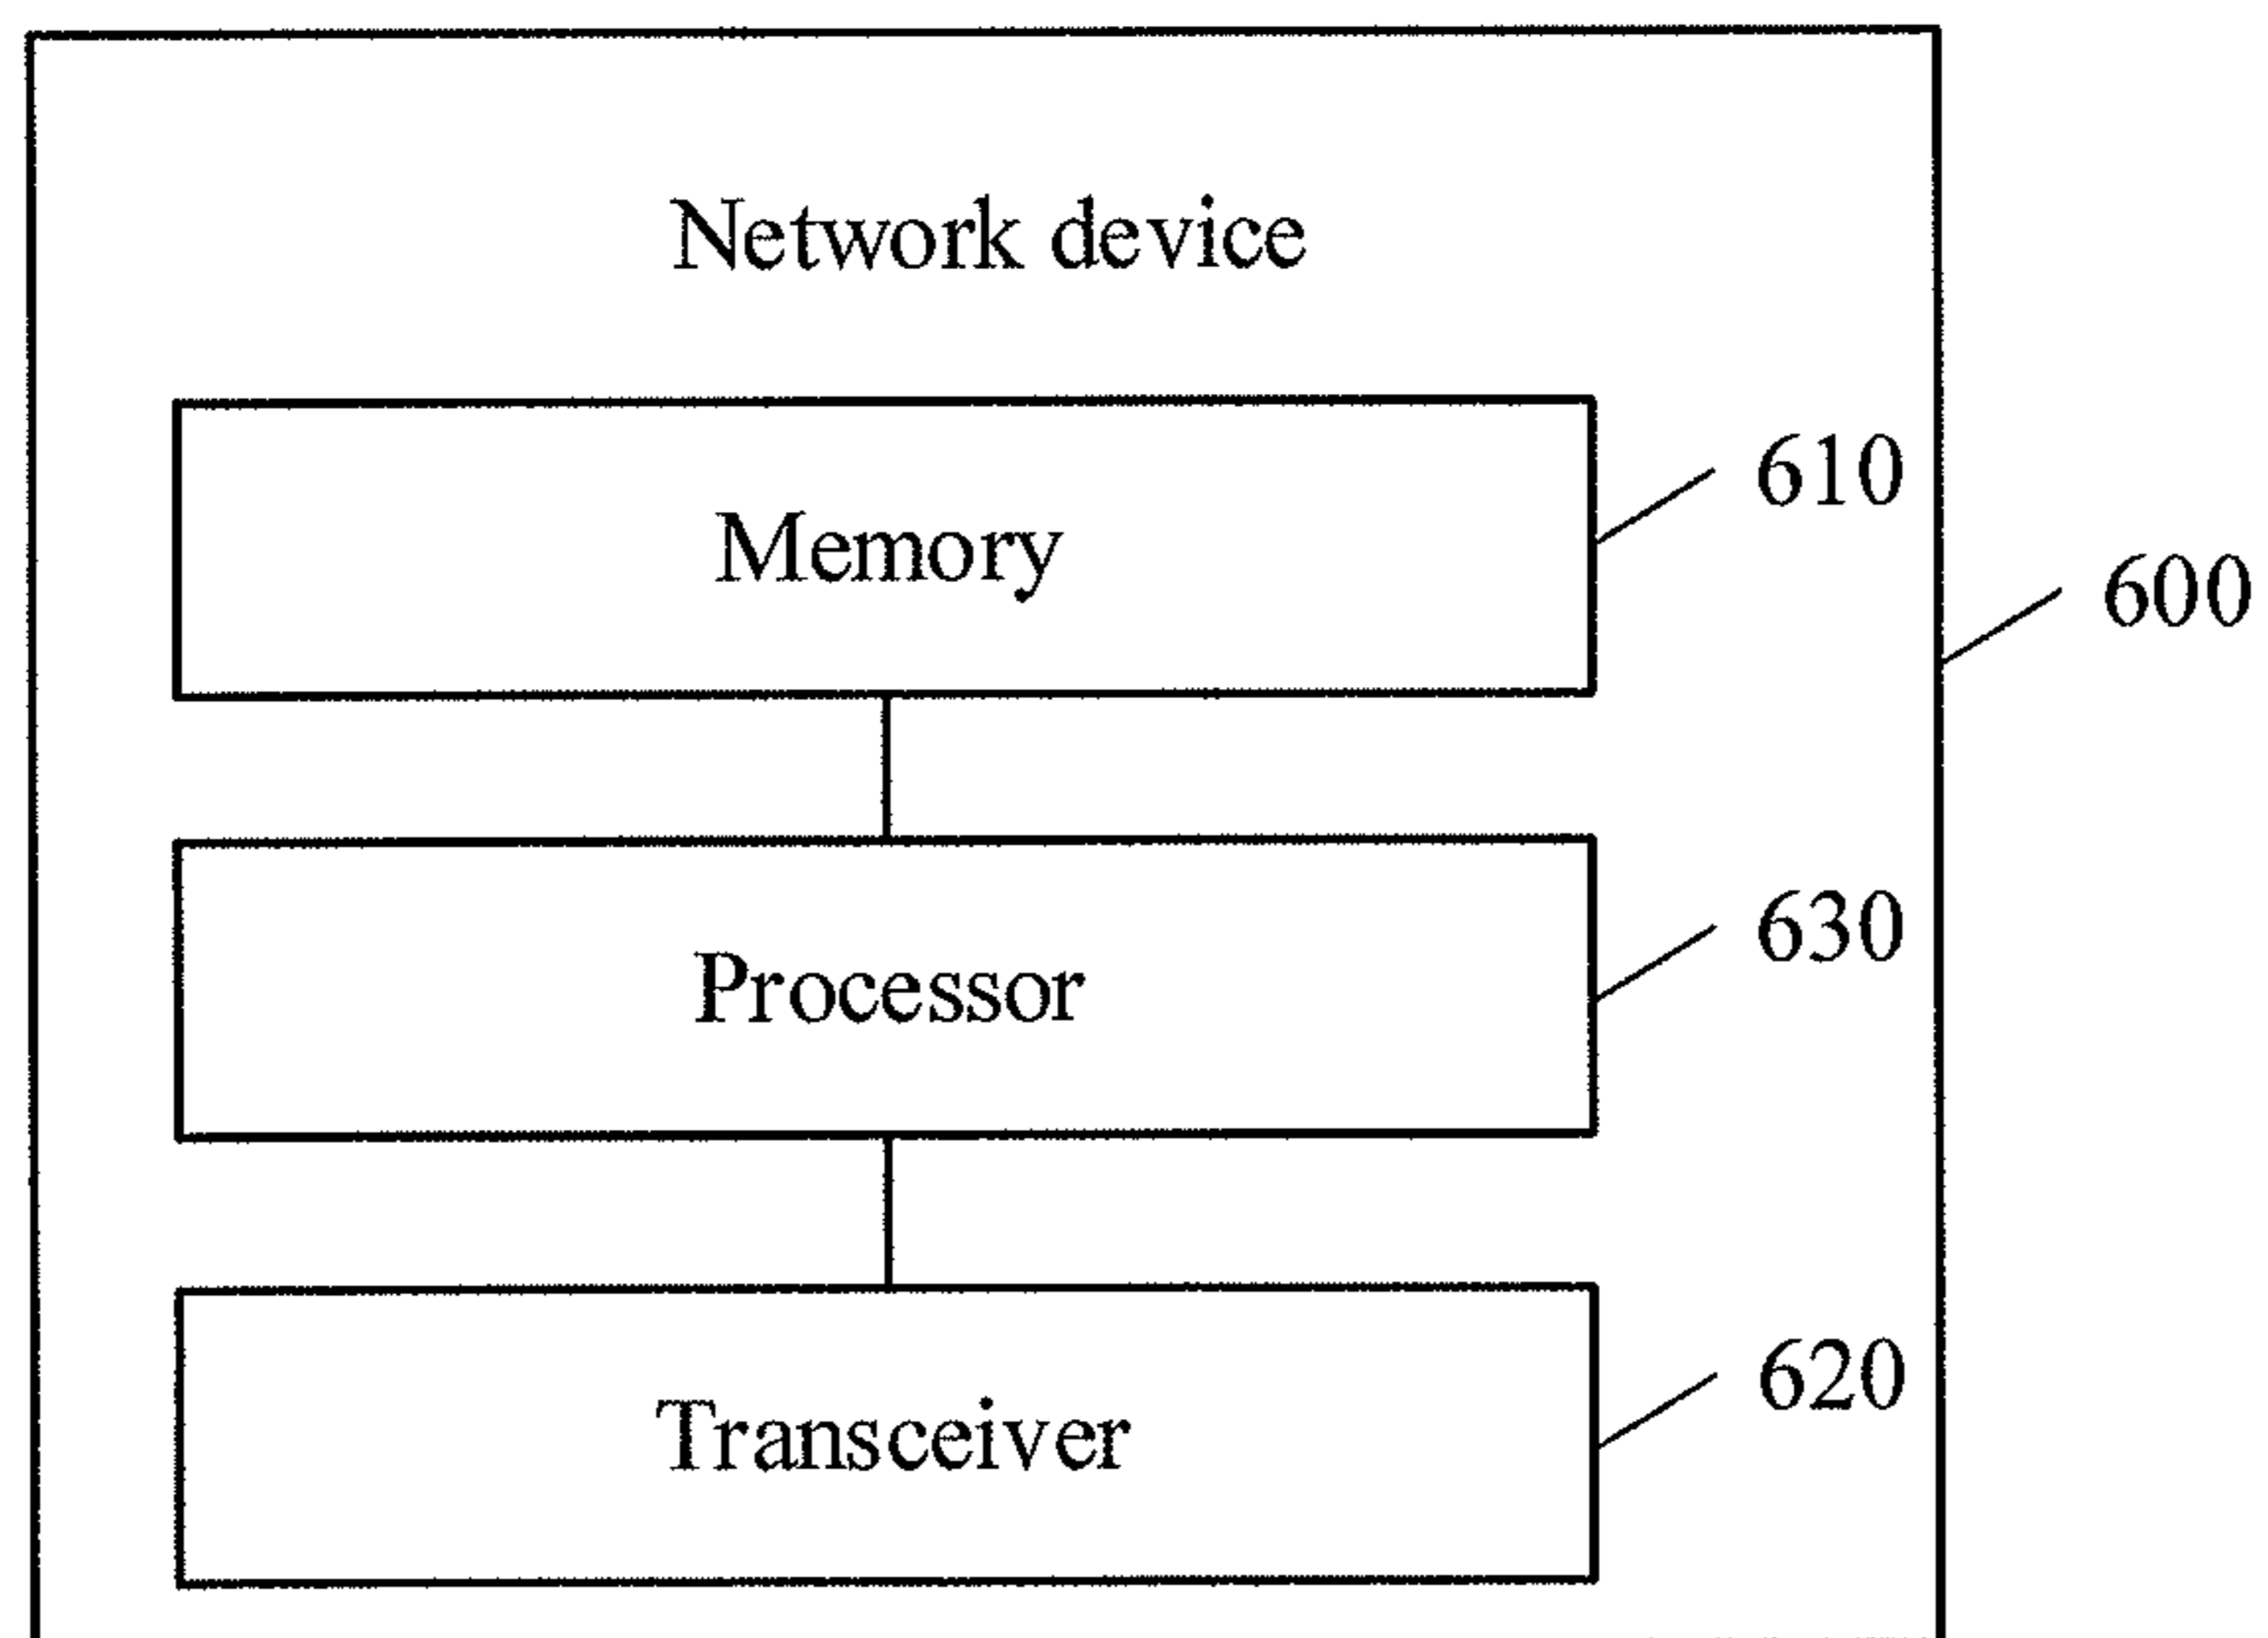 Network device
Memory
610
600
Processor
630
Transceiver
620